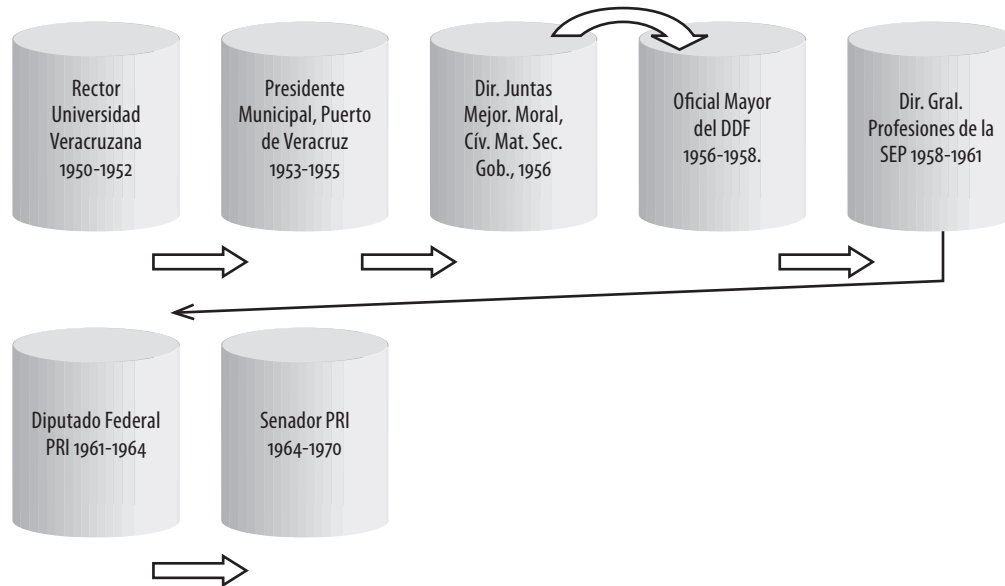 Rector
Universidad
Veracruzana
1950-1952
Presidente
Municipal, Puerto
de Veracruz
1953-1955
Dir. Juntas
Mejor. Moral,
Cív. Mat. Sec.
Gob., 1956
Oficial Mayor
del DDF
1956-1958.
Dir. Gral.
Profesiones de la
SEP 1958-1961
Diputado Federal
PRI 1961-1964
Senador PRI
1964-1970